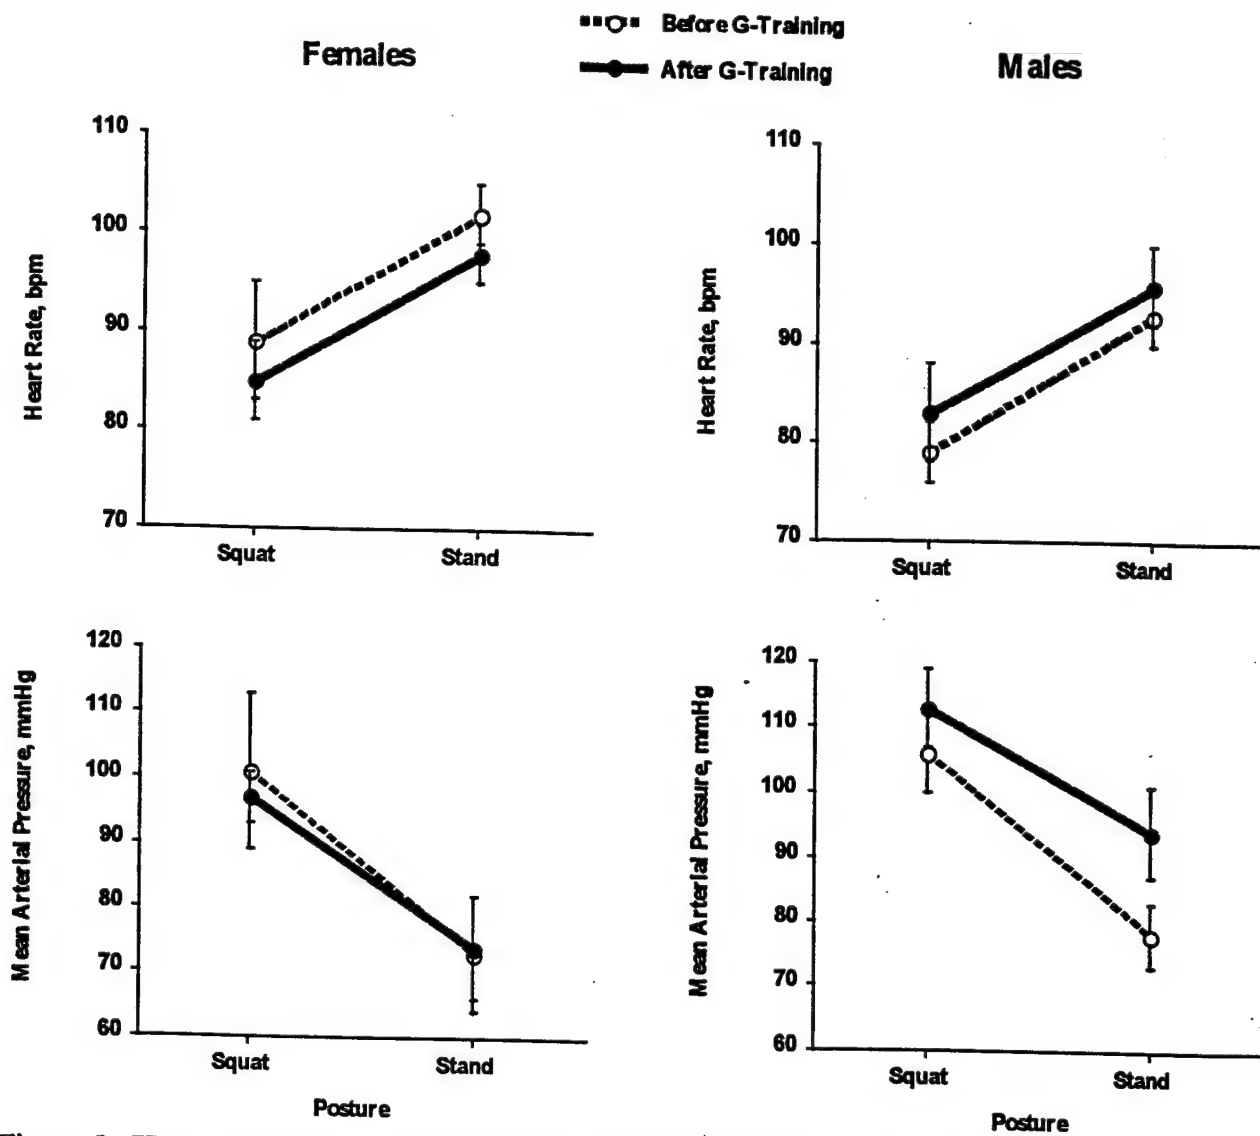 Before G-Training
After G-Training
Females
Males
110
100
90
80
70
Heart Rate, bpm
Squat
Stand
110
100
90
80
70
Heart Rate, bpm
Squat
Stand
120
110
100
90
80
70
60
Mean Arterial Pressure, mmHg
Squat
Stand
Posture
120
110
100
90
80
70
60
Mean Arterial Pressure, mmHg
Squat
Stand
Posture